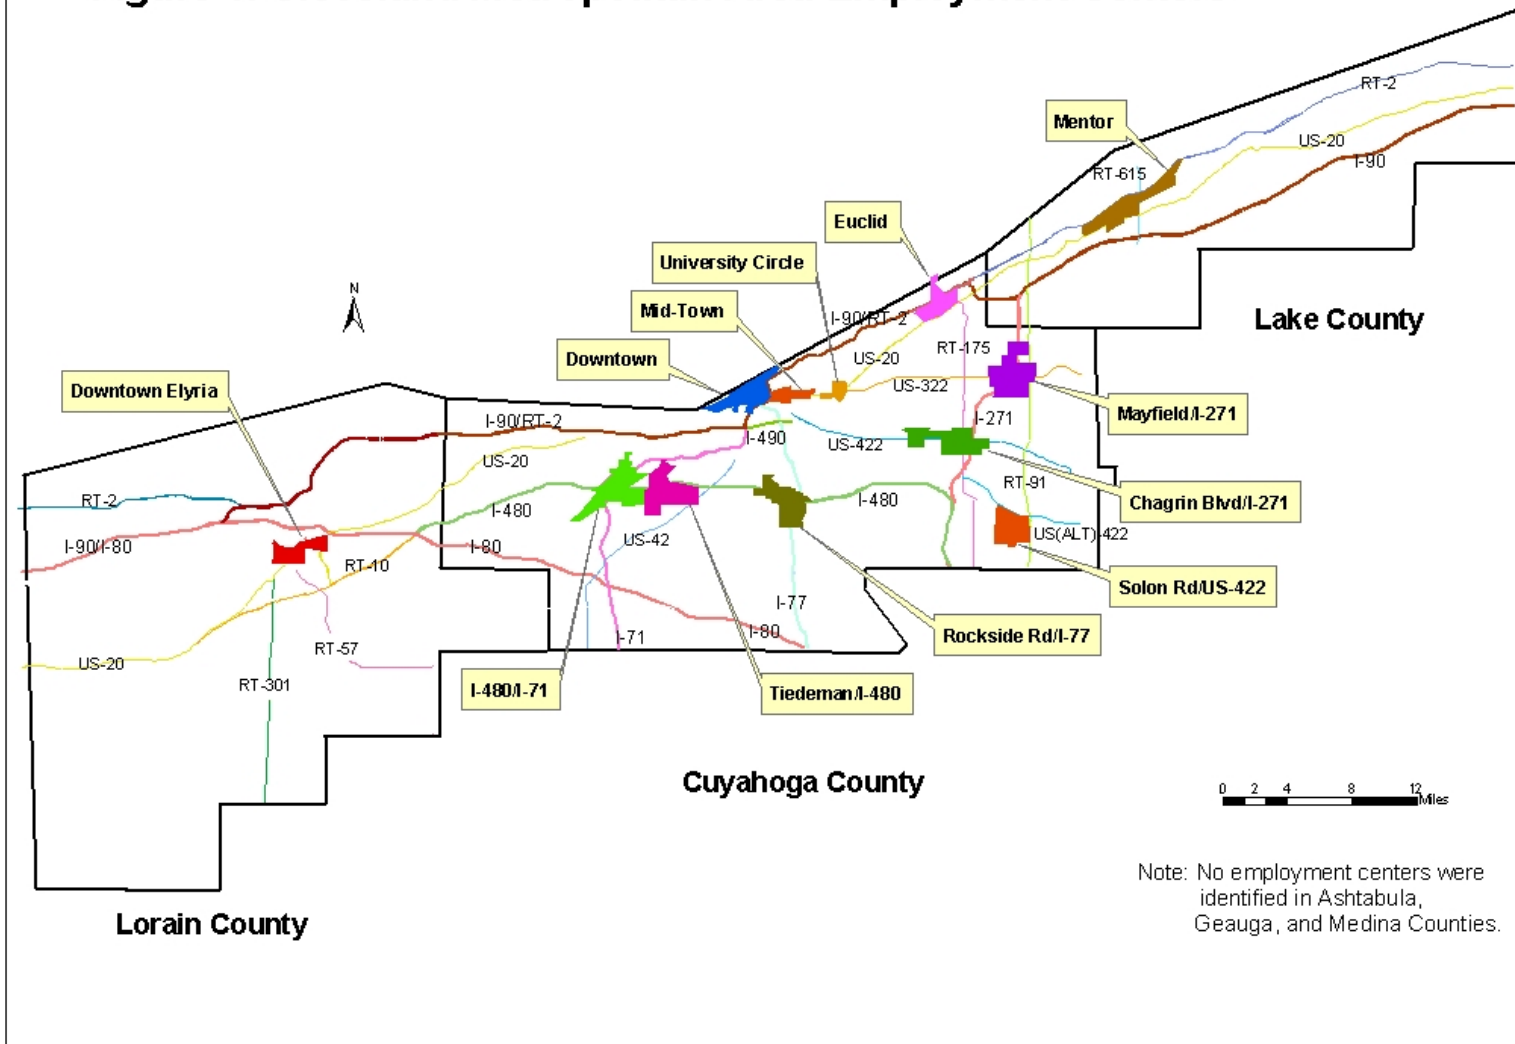 RT-2
Mentor
US-20
I-90
RT-615
Euclid
University Circle
N
Mid-Town
I-90/RT-2
Lake County
Downtown
US-20
RT-175
Downtown Elyria
US-322
Mayfield/I-271
I-90/RT-2
I-271
I-490
US-422
US-20
RT-91
RT-2
I-480
I-480
Chagrin Blvd/I-271
US(ALT)-422
US-42
I-90/I-80
I-80
RT-10
Solon Rd/US-422
I-77
I-80
Rockside Rd/I-77
I-71
RT-57
US-20
RT-301
I-480/I-71
Tiedeman/I-480
Cuyahoga County
0 2 4 8 12
Miles
Note: No employment centers were
identified in Ashtabula,
Geauga, and Medina Counties.
Lorain County